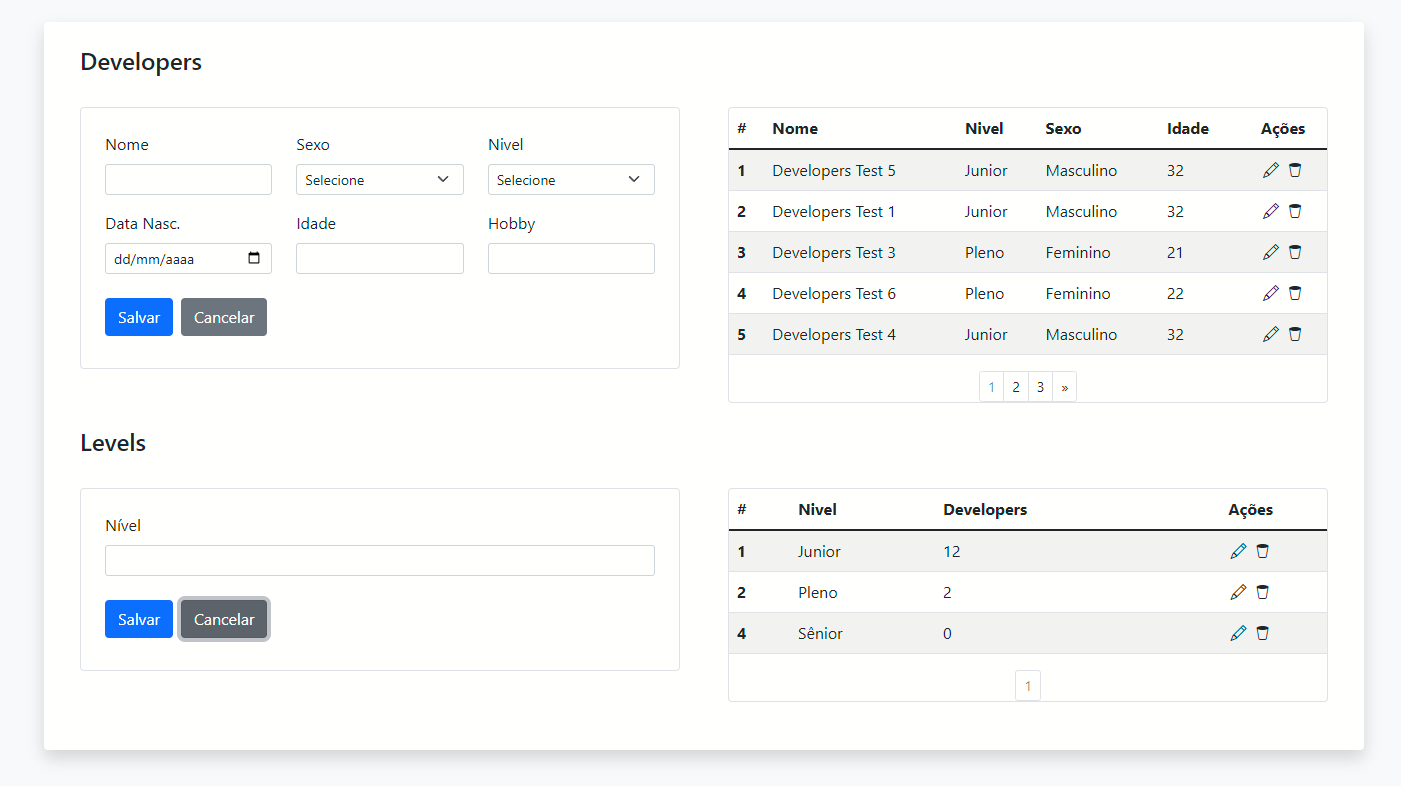 Developers
Nome Sexo Nivel
Selecione Selecione
Data Nasc. Idade Hobby
dd/mm/aaaa
Salvar Cancelar
# Nome Nivel Sexo Idade Ações
1 Developers Test 5 Junior Masculino 32
2 Developers Test 1 Junior Masculino 32
3 Developers Test 3 Pleno Feminino 21
4 Developers Test 6 Pleno Feminino 22
5 Developers Test 4 Junior Masculino 32
1 2 3 »
Levels
Nível
Salvar Cancelar
# Nivel Developers Ações
1 Junior 12
2 Pleno 2
4 Sênior 0
1